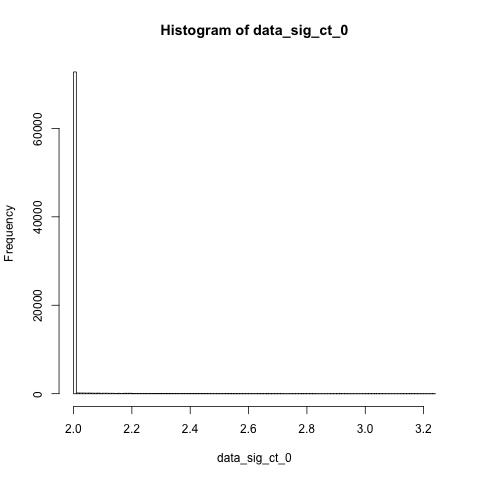 Histogram of data_sig_ct_0
Frequency
60000
40000
20000
0
2.0 2.2 2.4 2.6 2.8 3.0 3.2
data_sig_ct_0